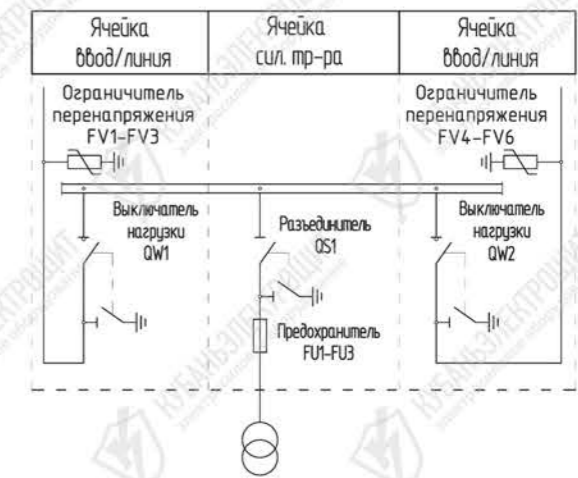 Ячейка
ввод/линия
Ячейка
сил. тр-ра
Ячейка
ввод/линия
Ограничитель
перенапряжения
FV1-FV3
Ограничитель
перенапряжения
FV4-FV6
Выключатель
нагрузки
QW1
Разъединитель
QS1
Выключатель
нагрузки
QW2
Предохранитель
FU1-FU3
КУБАНЬЭЛЕКТРОЩИТ